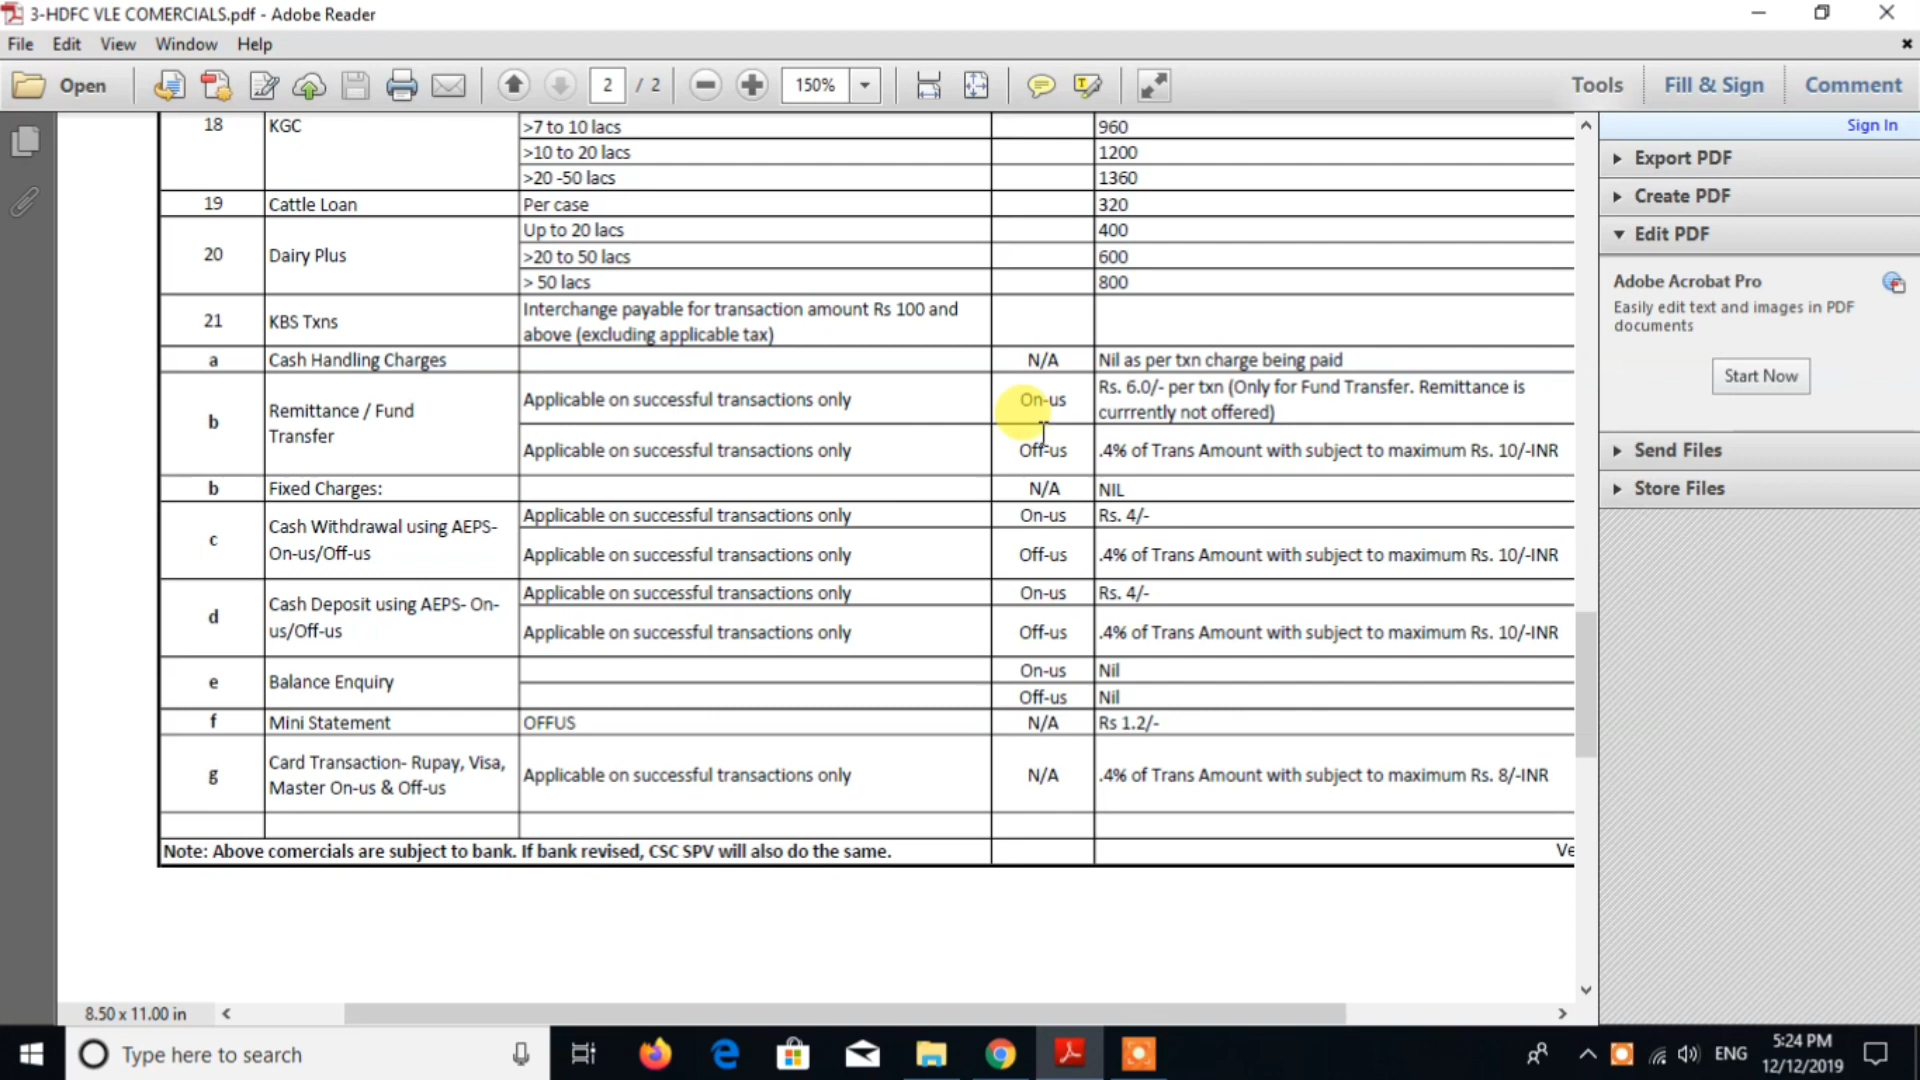 3-HDFC VLE COMERCIALS.pdf - Adobe Reader
File Edit View Window Help
Open 2 / 2 150% Tools Fill & Sign Comment
Sign In
Export PDF
Create PDF
Edit PDF
Adobe Acrobat Pro
Easily edit text and images in PDF
documents
Start Now
Send Files
Store Files
18 KGC >7 to 10 lacs 960
>10 to 20 lacs 1200
>20 -50 lacs 1360
19 Cattle Loan Per case 320
20 Dairy Plus Up to 20 lacs 400
>20 to 50 lacs 600
> 50 lacs 800
21 KBS Txns Interchange payable for transaction amount Rs 100 and
above (excluding applicable tax)
a Cash Handling Charges N/A Nil as per txn charge being paid
b Remittance / Fund
Transfer
Applicable on successful transactions only On-us Rs. 6.0/- per txn (Only for Fund Transfer. Remittance is
currrently not offered)
Applicable on successful transactions only Off-us .4% of Trans Amount with subject to maximum Rs. 10/-INR
b Fixed Charges: N/A NIL
c Cash Withdrawal using AEPS-
On-us/Off-us
Applicable on successful transactions only On-us Rs. 4/-
Applicable on successful transactions only Off-us .4% of Trans Amount with subject to maximum Rs. 10/-INR
d Cash Deposit using AEPS- On-
us/Off-us
Applicable on successful transactions only On-us Rs. 4/-
Applicable on successful transactions only Off-us .4% of Trans Amount with subject to maximum Rs. 10/-INR
e Balance Enquiry On-us Nil
Off-us Nil
f Mini Statement OFFUS N/A Rs 1.2/-
g Card Transaction- Rupay, Visa,
Master On-us & Off-us
Applicable on successful transactions only N/A .4% of Trans Amount with subject to maximum Rs. 8/-INR
Note: Above comercials are subject to bank. If bank revised, CSC SPV will also do the same. Ve
8.50 x 11.00 in
Type here to search
ENG
5:24 PM
12/12/2019